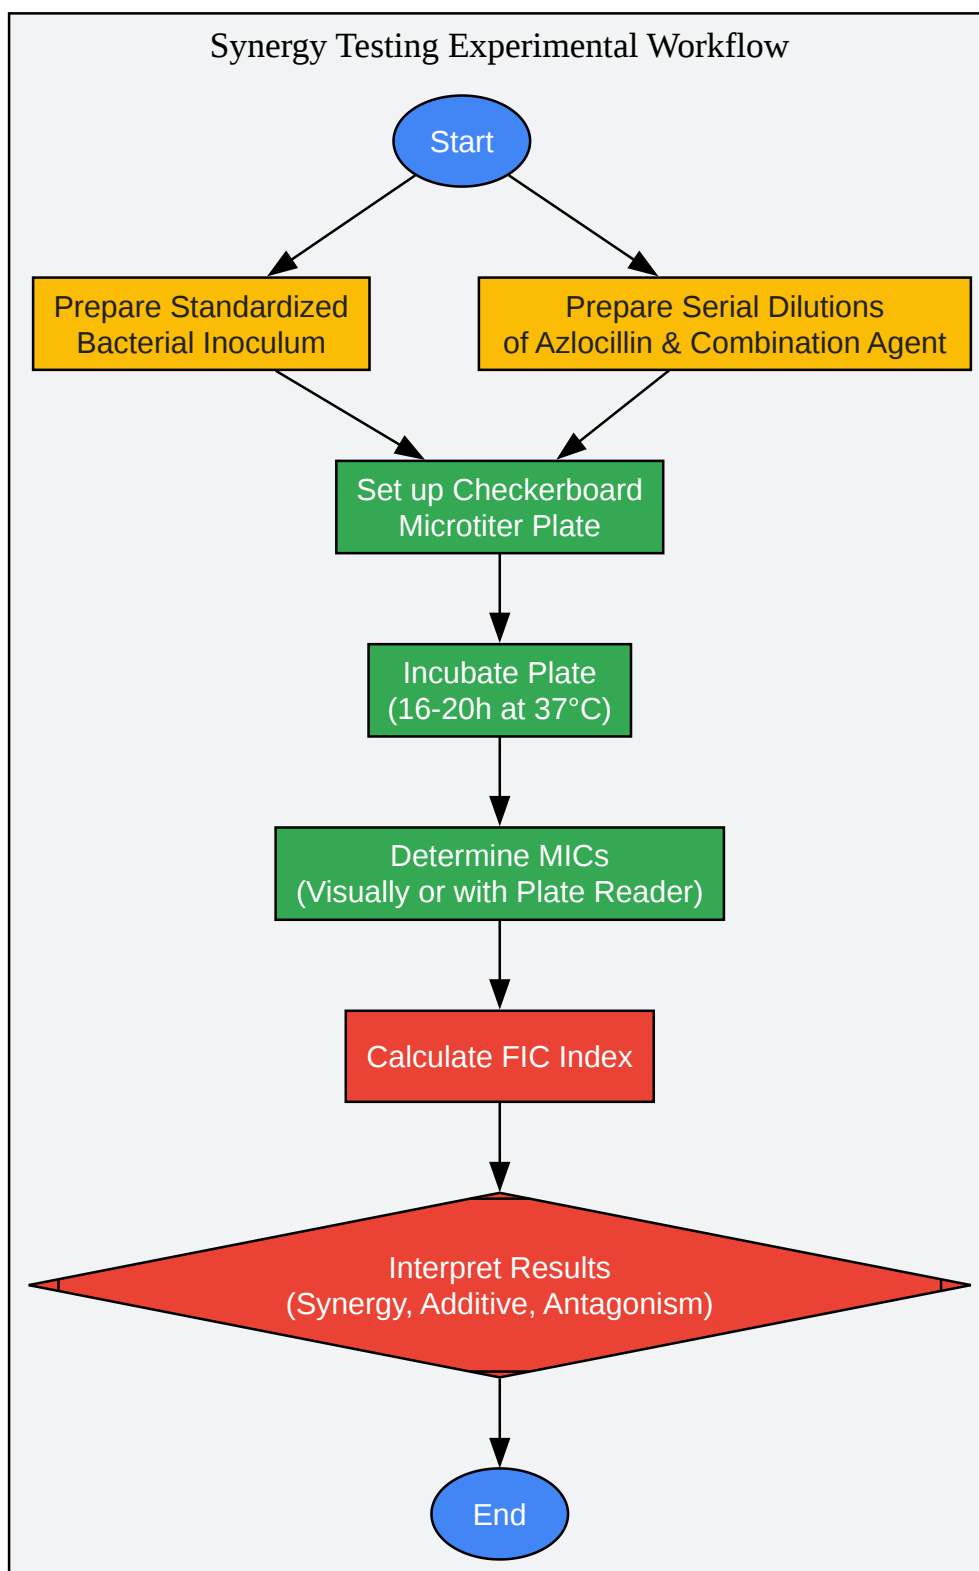 Synergy Testing Experimental Workflow
Start
Prepare Standardized
Bacterial Inoculum
Prepare Serial Dilutions
of Azlocillin & Combination Agent
Set up Checkerboard
Microtiter Plate
Incubate Plate
(16-20h at 37°C)
Determine MICs
(Visually or with Plate Reader)
Calculate FIC Index
Interpret Results
(Synergy, Additive, Antagonism)
End